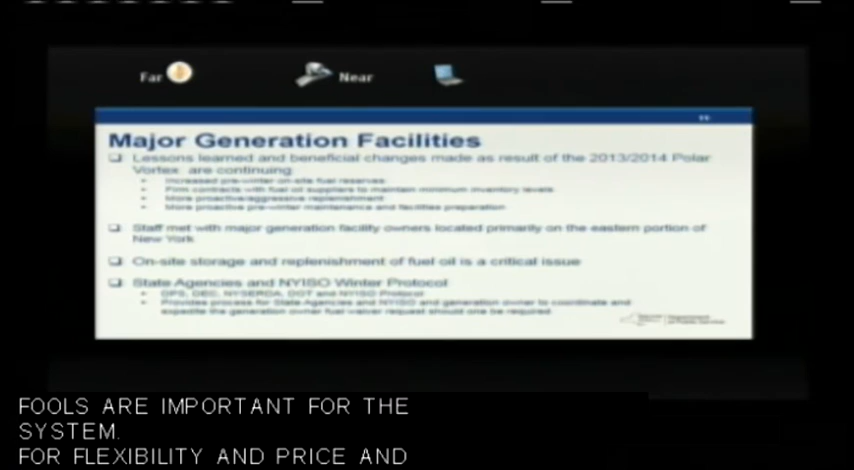 Far
Near
Major Generation Facilities
❑ Lessons learned and beneficial changes made as result of the 2013/2014 Polar
Vortex are continuing:
• Increased pre-winter on-site fuel reserves
• Firm contracts with fuel oil suppliers to maintain minimum inventory levels
• More proactive/aggressive replenishment
• More proactive pre-winter maintenance and facilities preparation
❑ Staff met with major generation facility owners located primarily on the eastern portion of
New York
❑ On-site storage and replenishment of fuel oil is a critical issue
❑ State Agencies and NYISO Winter Protocol
• DPS, DEC, NYSERDA, DOT and NYISO Protocol
• Provides process for State Agencies and NYISO and generation owner to coordinate and
expedite the generation owner fuel waiver request should one be required
Department
of Public Service
FOOLS ARE IMPORTANT FOR THE
SYSTEM.
FOR FLEXIBILITY AND PRICE AND